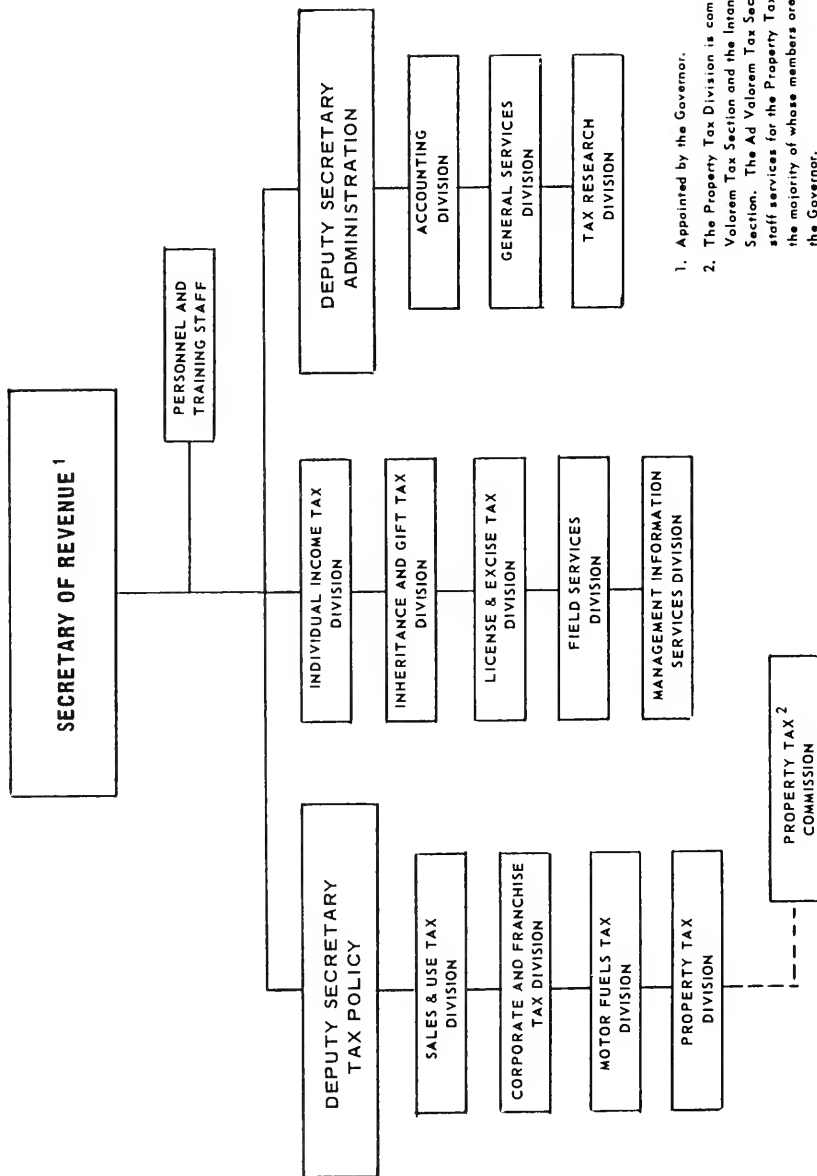 SECRETARY OF REVENUE 1
PERSONNEL AND
TRAINING STAFF
DEPUTY SECRETARY
TAX POLICY
SALES & USE TAX
DIVISION
CORPORATE AND FRANCHISE
TAX DIVISION
MOTOR FUELS TAX
DIVISION
PROPERTY TAX
DIVISION
PROPERTY TAX 2
COMMISSION
INDIVIDUAL INCOME TAX
DIVISION
INHERITANCE AND GIFT TAX
DIVISION
LICENSE & EXCISE TAX
DIVISION
FIELD SERVICES
DIVISION
MANAGEMENT INFORMATION
SERVICES DIVISION
DEPUTY SECRETARY
ADMINISTRATION
ACCOUNTING
DIVISION
GENERAL SERVICES
DIVISION
TAX RESEARCH
DIVISION
1. Appointed by the Governor.
2. The Property Tax Division is com
Valorem Tax Section and the Intan
Section. The Ad Valorem Tax Sec
staff services for the Property Tax
the majority of whose members are
the Governor.